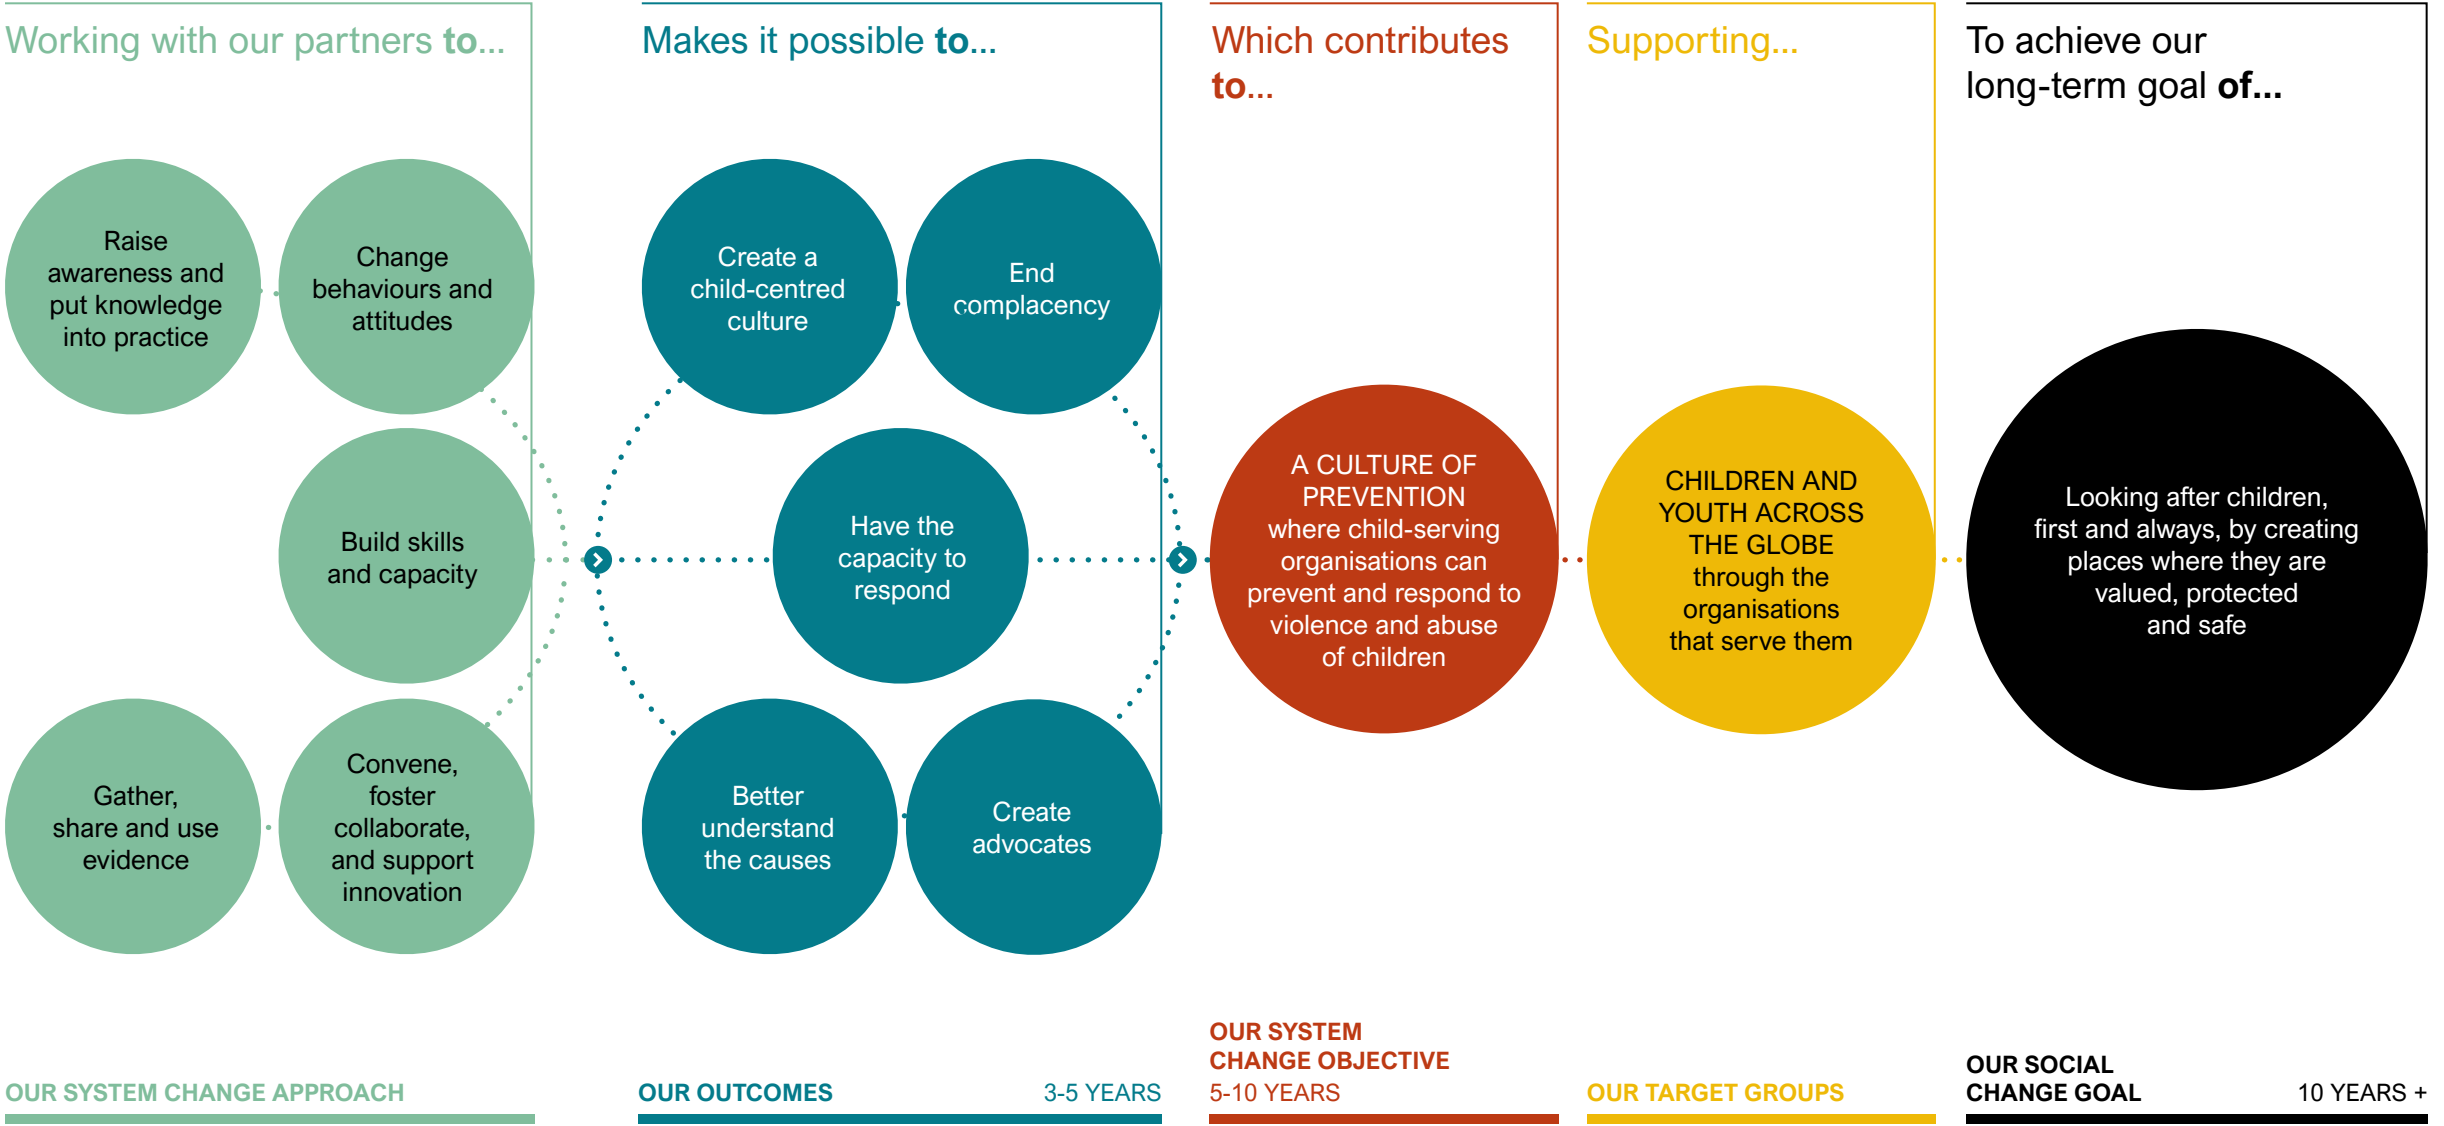 Working with our partners to...
Raise
awareness and
put knowledge
into practice
Change
behaviours and
attitudes
Build skills
and capacity
Gather,
share and use
evidence
Convene,
foster
collaborate,
and support
innovation
OUR SYSTEM CHANGE APPROACH
Makes it possible to...
Create a
child-centred
culture
End
complacency
Have the
capacity to
respond
Better
understand
the causes
Create
advocates
OUR OUTCOMES 3-5 YEARS
Which contributes
to...
A CULTURE OF
PREVENTION
where child-serving
organisations can
prevent and respond to
violence and abuse
of children
OUR SYSTEM
CHANGE OBJECTIVE
5-10 YEARS
Supporting...
CHILDREN AND
YOUTH ACROSS
THE GLOBE
through the
organisations
that serve them
OUR TARGET GROUPS
To achieve our
long-term goal of...
Looking after children,
first and always, by creating
places where they are
valued, protected
and safe
OUR SOCIAL
CHANGE GOAL 10 YEARS +